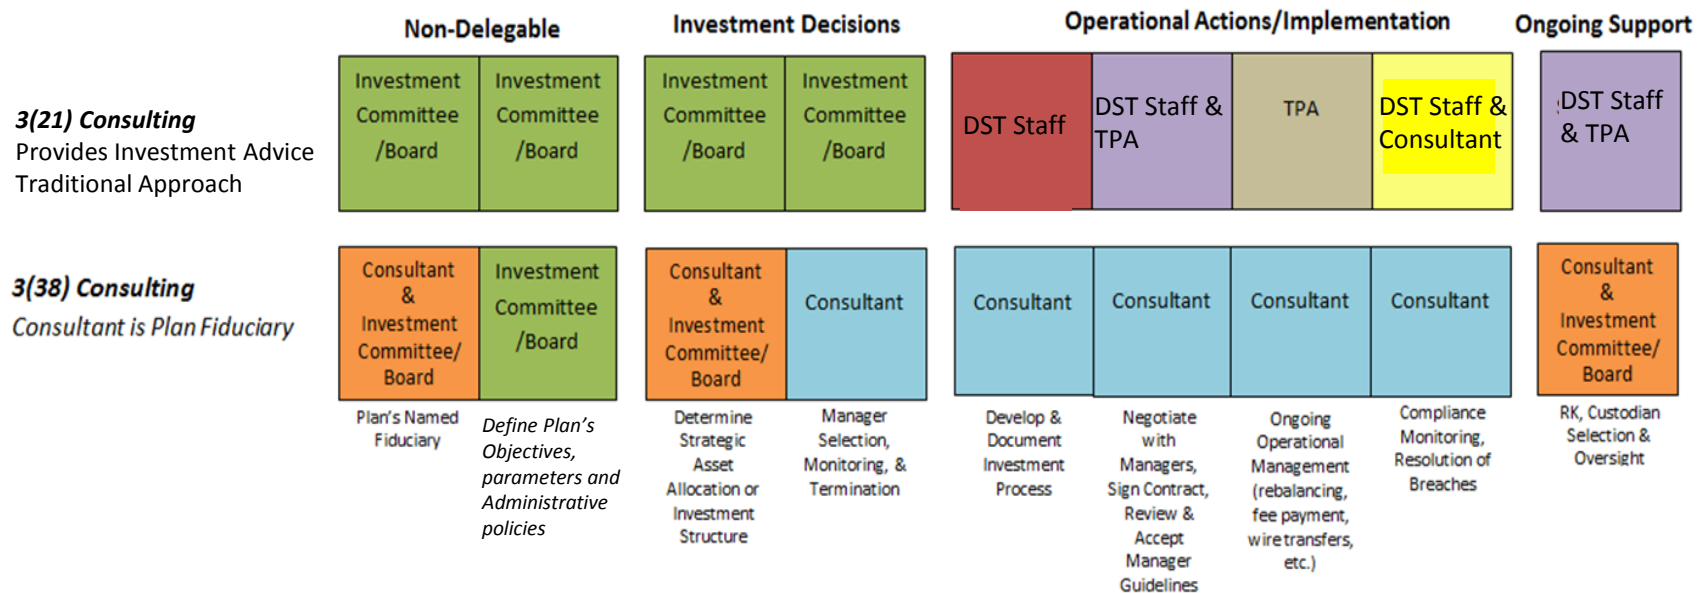 Non-Delegable
Investment Decisions
Operational Actions/Implementation
Ongoing Support
3(21) Consulting
Provides Investment Advice
Traditional Approach
Investment
Committee
/Board
Investment
Committee
/Board
Investment
Committee
/Board
Investment
Committee
/Board
DST Staff
DST Staff &
TPA
TPA
DST Staff &
Consultant
DST Staff
& TPA
3(38) Consulting
Consultant is Plan Fiduciary
Consultant
&
Investment
Committee/
Board
Investment
Committee
/Board
Consultant
&
Investment
Committee/
Board
Consultant
Consultant
Consultant
Consultant
Consultant
Consultant
&
Investment
Committee/
Board
Plan's Named
Fiduciary
Define Plan's
Objectives,
parameters and
Administrative
policies
Determine
Strategic
Asset
Allocation or
Investment
Structure
Manager
Selection,
Monitoring, &
Termination
Develop &
Document
Investment
Process
Negotiate
with
Managers,
Sign Contract,
Review &
Accept
Manager
Guidelines
Ongoing
Operational
Management
(rebalancing,
fee payment,
wire transfers,
etc.)
Compliance
Monitoring,
Resolution of
Breaches
RK, Custodian
Selection &
Oversight